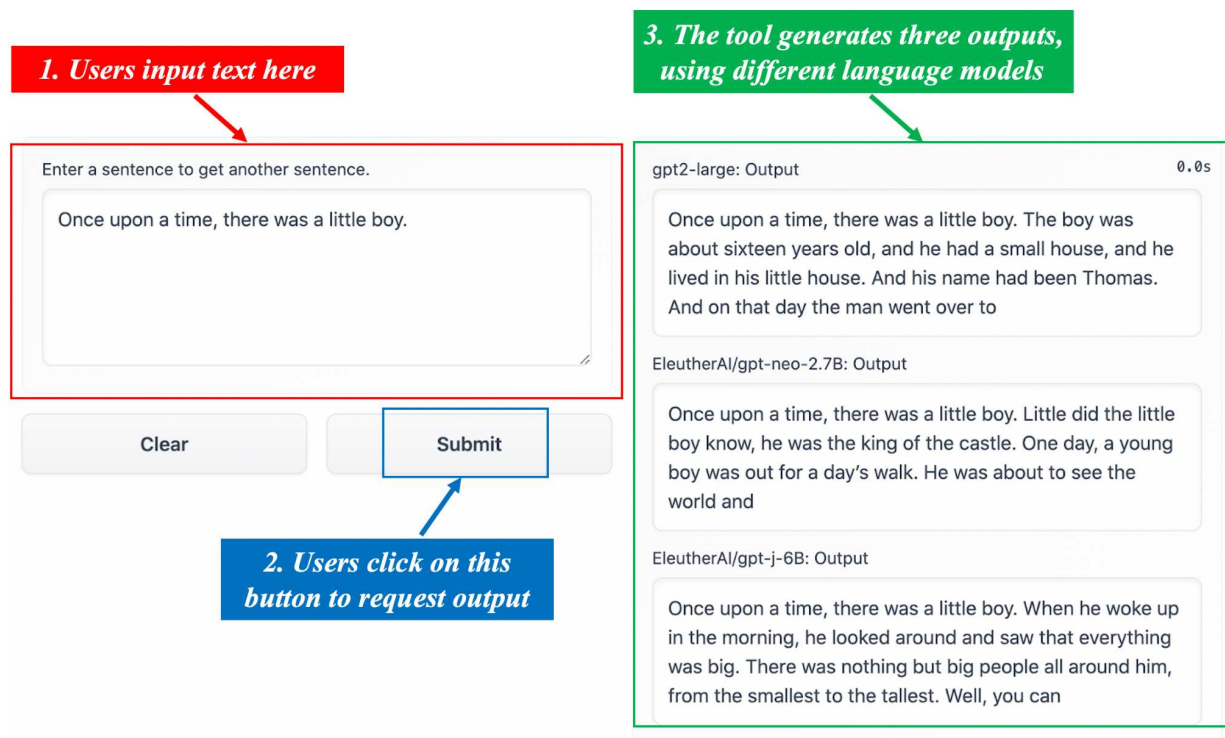 1. Users input text here
Enter a sentence to get another sentence.
Once upon a time, there was a little boy.
Clear
Submit
2. Users click on this
button to request output
3. The tool generates three outputs,
using different language models
gpt2-large: Output
0.0s
Once upon a time, there was a little boy. The boy was
about sixteen years old, and he had a small house, and he
lived in his little house. And his name had been Thomas.
And on that day the man went over to
EleutherAI/gpt-neo-2.7B: Output
Once upon a time, there was a little boy. Little did the little
boy know, he was the king of the castle. One day, a young
boy was out for a day’s walk. He was about to see the
world and
EleutherAI/gpt-j-6B: Output
Once upon a time, there was a little boy. When he woke up
in the morning, he looked around and saw that everything
was big. There was nothing but big people all around him,
from the smallest to the tallest. Well, you can